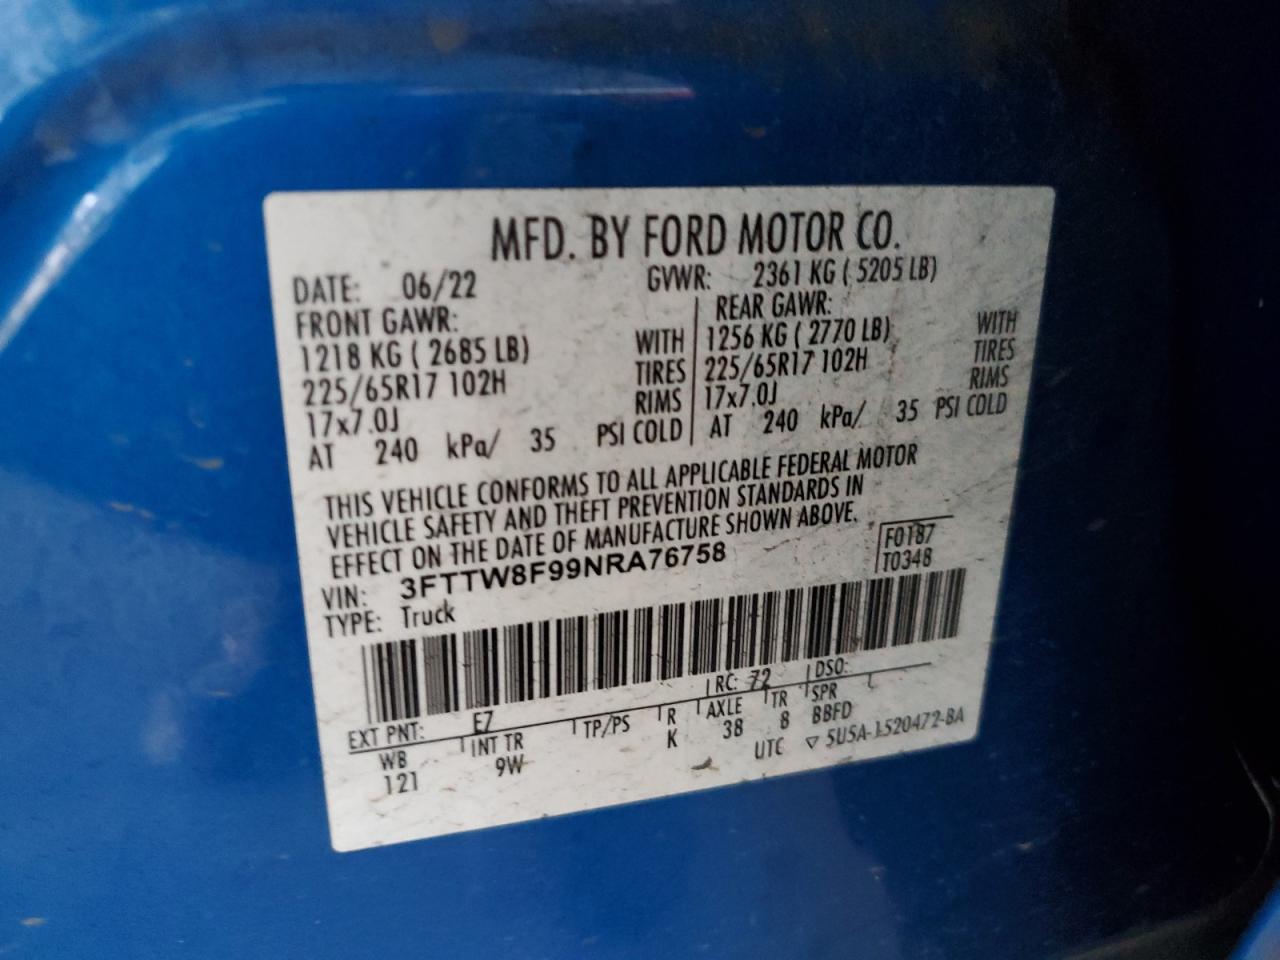 MFD. BY FORD MOTOR CO.
DATE: 06/22 GVWR: 2361 KG ( 5205 LB)
FRONT GAWR: REAR GAWR:
1218 KG ( 2685 LB) WITH 1256 KG ( 2770 LB) WITH
225/65R17 102H TIRES 225/65R17 102H TIRES
17x7.0J RIMS 17x7.0J RIMS
AT 240 kPa/ 35 PSI COLD AT 240 kPa/ 35 PSI COLD
THIS VEHICLE CONFORMS TO ALL APPLICABLE FEDERAL MOTOR
VEHICLE SAFETY AND THEFT PREVENTION STANDARDS IN
EFFECT ON THE DATE OF MANUFACTURE SHOWN ABOVE.
VIN: 3FTTW8F99NRA76758 F0187
TYPE: Truck T0348
EXT PNT: E7 RC: 72 DSO:
WB INT TR TP/PS R AXLE TR SPR
121 9W K 38 8 BBFD
UTC ▽ 5U5A-1520472-BA